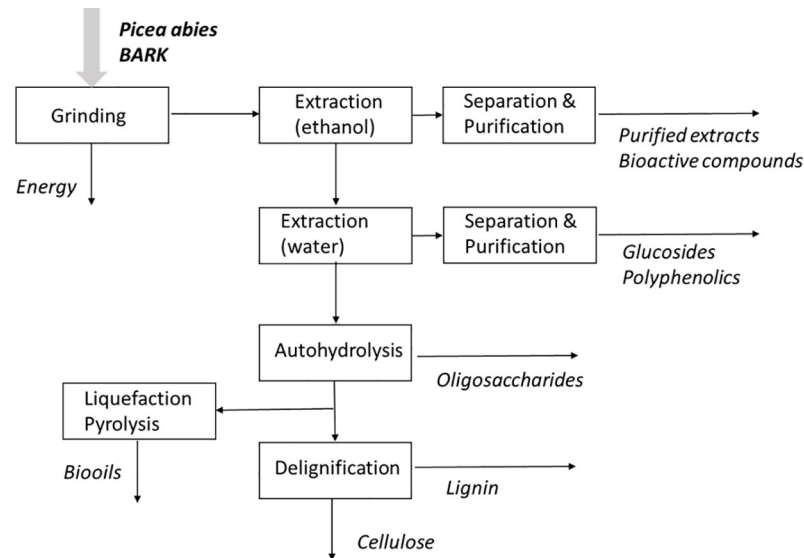 Picea abies
BARK
Grinding
Extraction
(ethanol)
Separation &
Purification
Purified extracts
Bioactive compounds
Energy
Extraction
(water)
Separation &
Purification
Glucosides
Polyphenolics
Autohydrolysis
Oligosaccharides
Liquefaction
Pyrolysis
Biooils
Delignification
Lignin
Cellulose